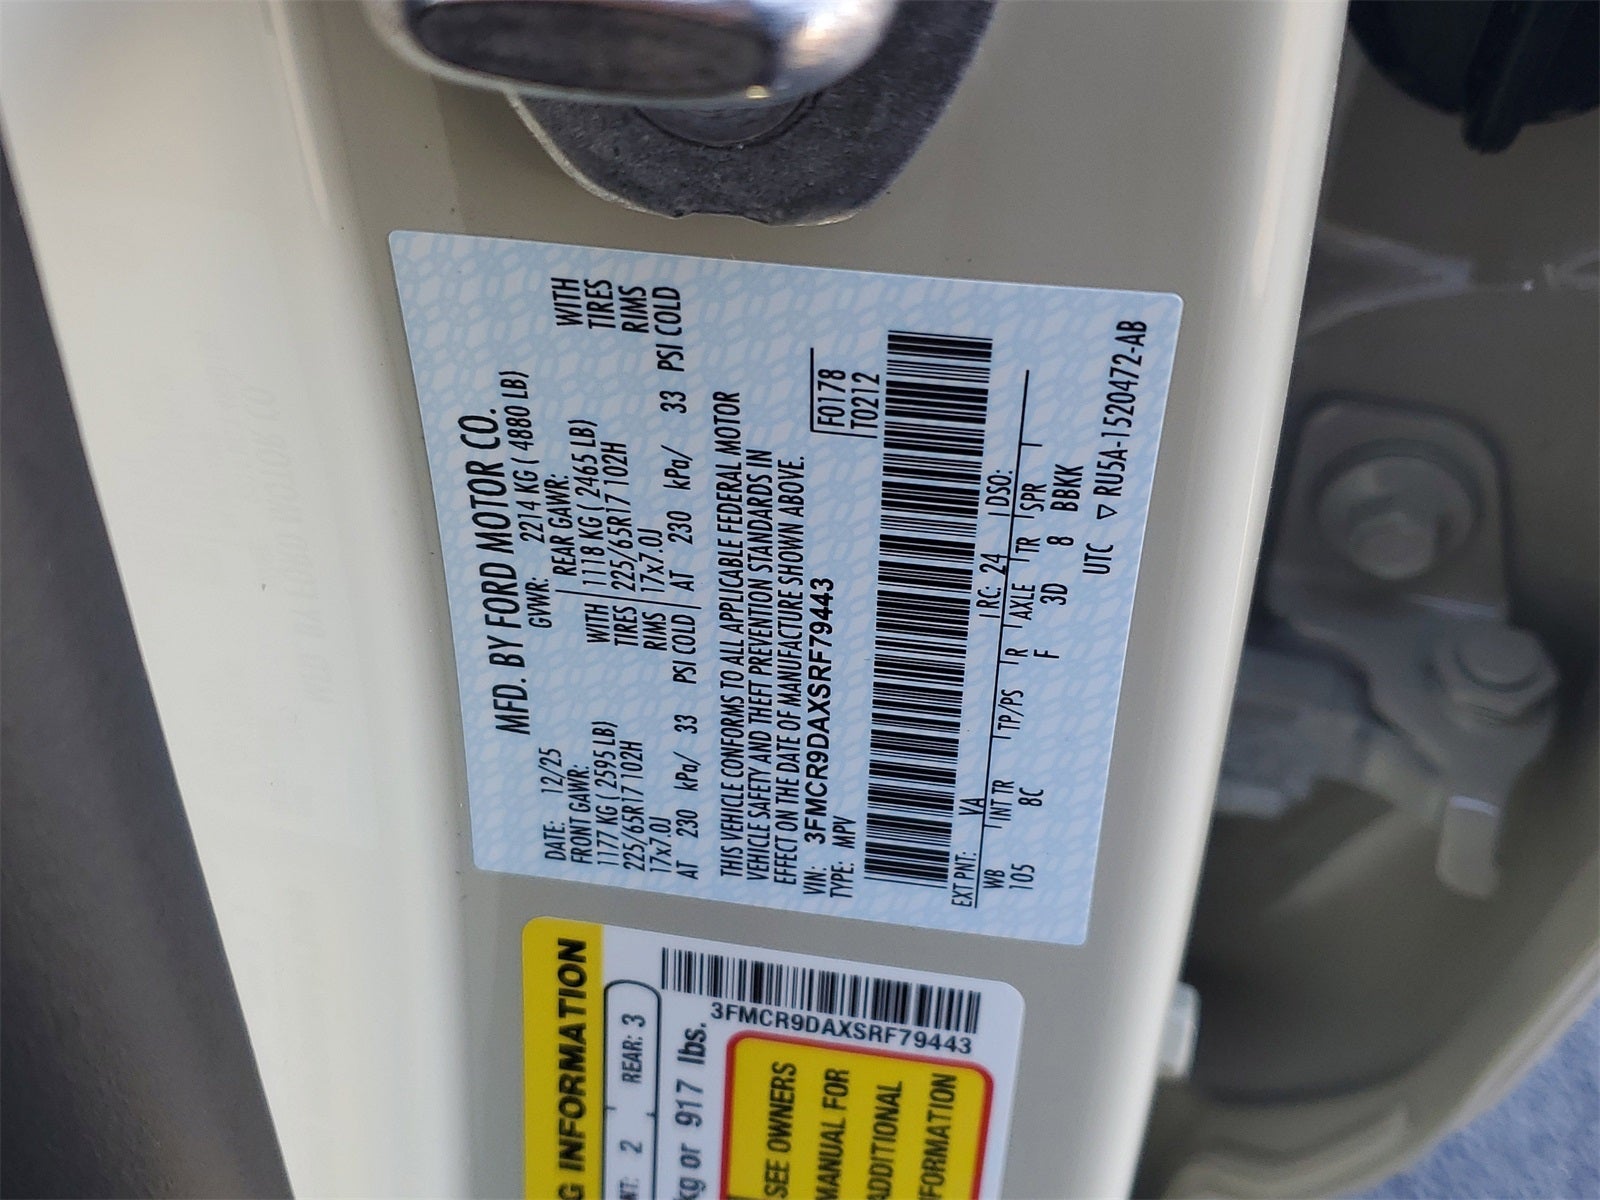 MFD. BY FORD MOTOR CO.
DATE: 12/25 GVWR: 2214 KG ( 4880 LB)
FRONT GAWR: REAR GAWR:
1177 KG ( 2595 LB) WITH 1118 KG ( 2465 LB) WITH
225/65R17 102H TIRES 225/65R17 102H TIRES
17x7.0J RIMS 17x7.0J RIMS
AT 230 kPa/ 33 PSI COLD AT 230 kPa/ 33 PSI COLD
THIS VEHICLE CONFORMS TO ALL APPLICABLE FEDERAL MOTOR
VEHICLE SAFETY AND THEFT PREVENTION STANDARDS IN
EFFECT ON THE DATE OF MANUFACTURE SHOWN ABOVE.
VIN: 3FMCR9DAXSRF79443 F0178
TYPE: MPV T0212
EXT PNT: VA RC: 24 DSO:
WB INT TR TP/PS R AXLE TR SPR
105 8C F 3D 8 BBKK
UTC ▽ RU5A-1520472-AB
G INFORMATION
NT: 2 REAR: 3
kg or 917 lbs.
3FMCR9DAXSRF79443
SEE OWNERS
MANUAL FOR
ADDITIONAL
FORMATION